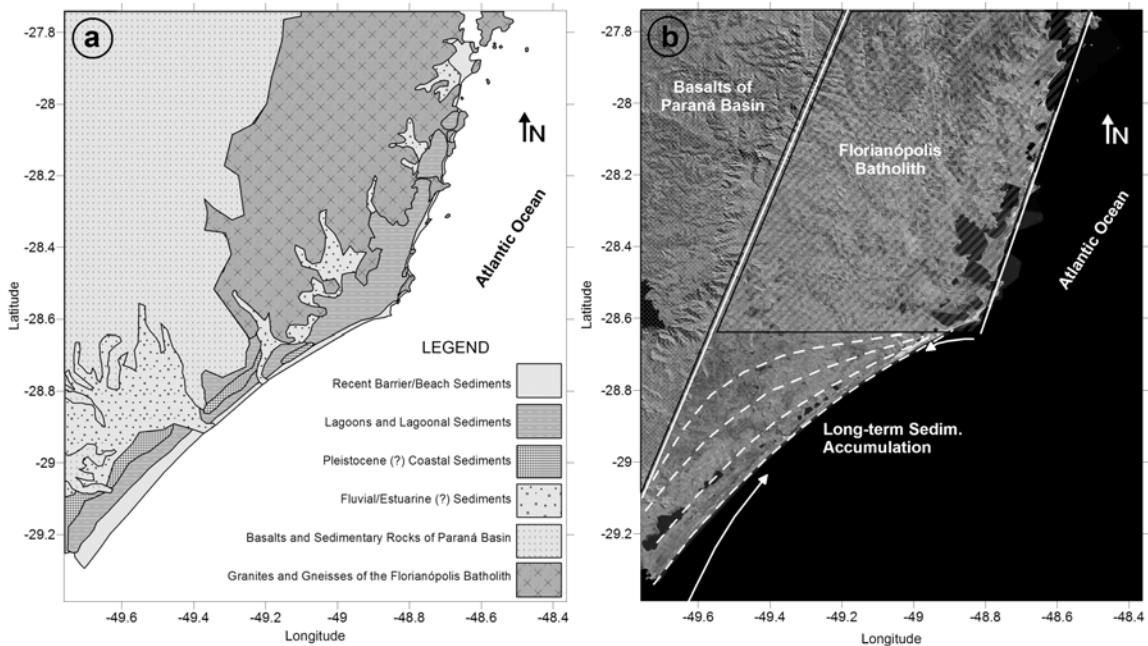 a
-27.8
-28
-28.2
-28.4
-28.6
-28.8
-29
-29.2
Latitude
N
Atlantic Ocean
LEGEND
Recent Barrier/Beach Sediments
Lagoons and Lagoonal Sediments
Pleistocene (?) Coastal Sediments
Fluvial/Estuarine (?) Sediments
Basalts and Sedimentary Rocks of Paraná Basin
Granites and Gneisses of the Florianópolis Batholith
-49.6
-49.4
-49.2
-49
-48.8
-48.6
-48.4
Longitude
b
-27.8
-28
-28.2
-28.4
-28.6
-28.8
-29
-29.2
Latitude
Basalts of
Paraná Basin
Florianópolis
Batholith
N
Atlantic Ocean
Long-term Sedim.
Accumulation
-49.6
-49.4
-49.2
-49
-48.8
-48.6
-48.4
Longitude